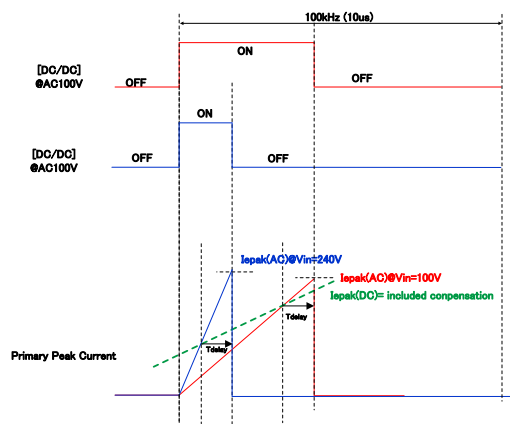 100kHz (10us)
ON
[DC/DC]
@AC100V
OFF
OFF
ON
[DC/DC]
@AC100V
OFF
OFF
Iepak(AC)@Vin=240V
Iepak(AC)@Vin=100V
Iepak(DC)= included conpensation
Tdelay
Tdelay
Primary Peak Current